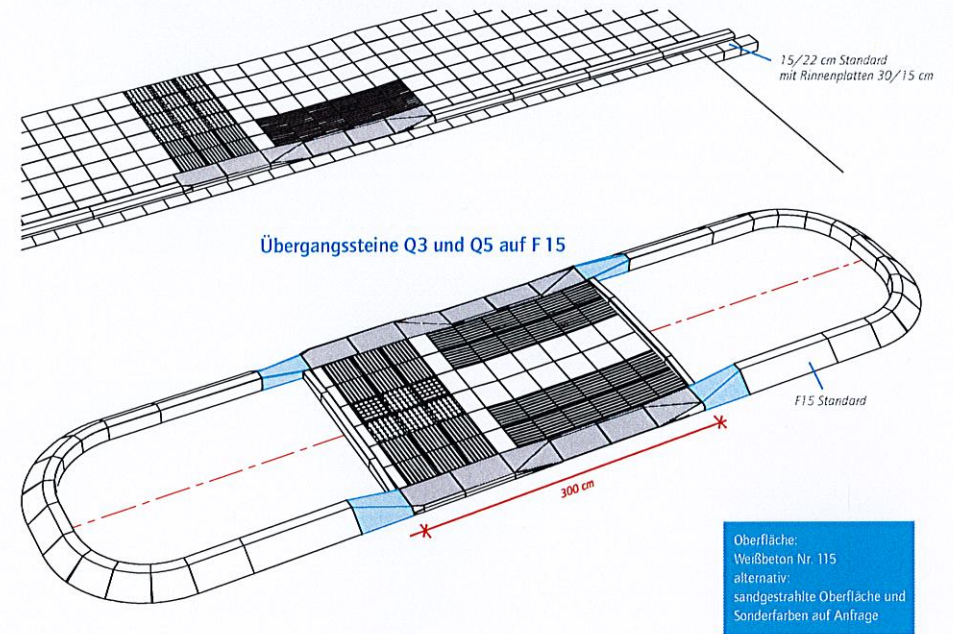 15/22 cm Standard
mit Rinnenplatten 30/15 cm
Übergangssteine Q3 und Q5 auf F 15
F15 Standard
300 cm
Oberfläche:
Weißbeton Nr. 115
alternativ:
sandgestrahlte Oberfläche und
Sonderfarben auf Anfrage